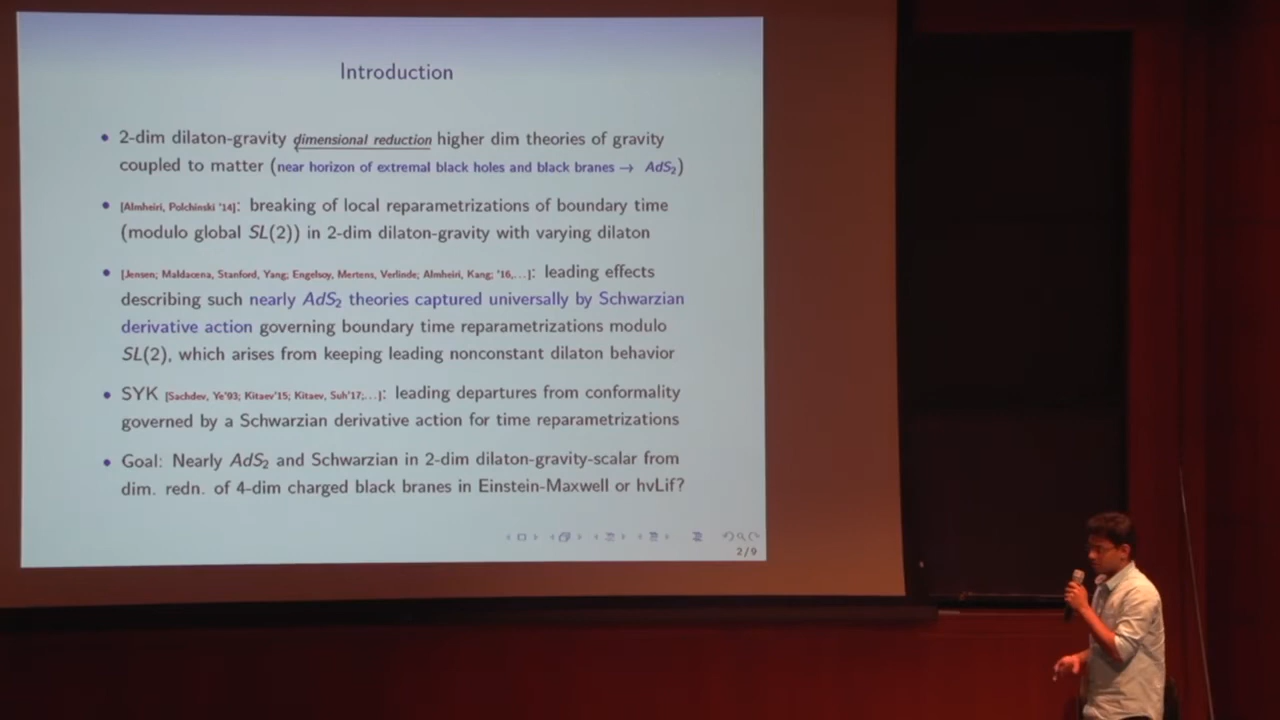 Introduction
• 2-dim dilaton-gravity dimensional reduction higher dim theories of gravity
coupled to matter (near horizon of extremal black holes and black branes → AdS₂)
• [Almheiri, Polchinski '14]: breaking of local reparametrizations of boundary time
(modulo global SL(2)) in 2-dim dilaton-gravity with varying dilaton
• [Jensen; Maldacena, Stanford, Yang; Engelsoy, Mertens, Verlinde; Almheiri, Kang; '16,...]: leading effects
describing such nearly AdS₂ theories captured universally by Schwarzian
derivative action governing boundary time reparametrizations modulo
SL(2), which arises from keeping leading nonconstant dilaton behavior
• SYK [Sachdev, Ye'93; Kitaev'15; Kitaev, Suh'17;...]: leading departures from conformality
governed by a Schwarzian derivative action for time reparametrizations
• Goal: Nearly AdS₂ and Schwarzian in 2-dim dilaton-gravity-scalar from
dim. redn. of 4-dim charged black branes in Einstein-Maxwell or hvLif?
2/9